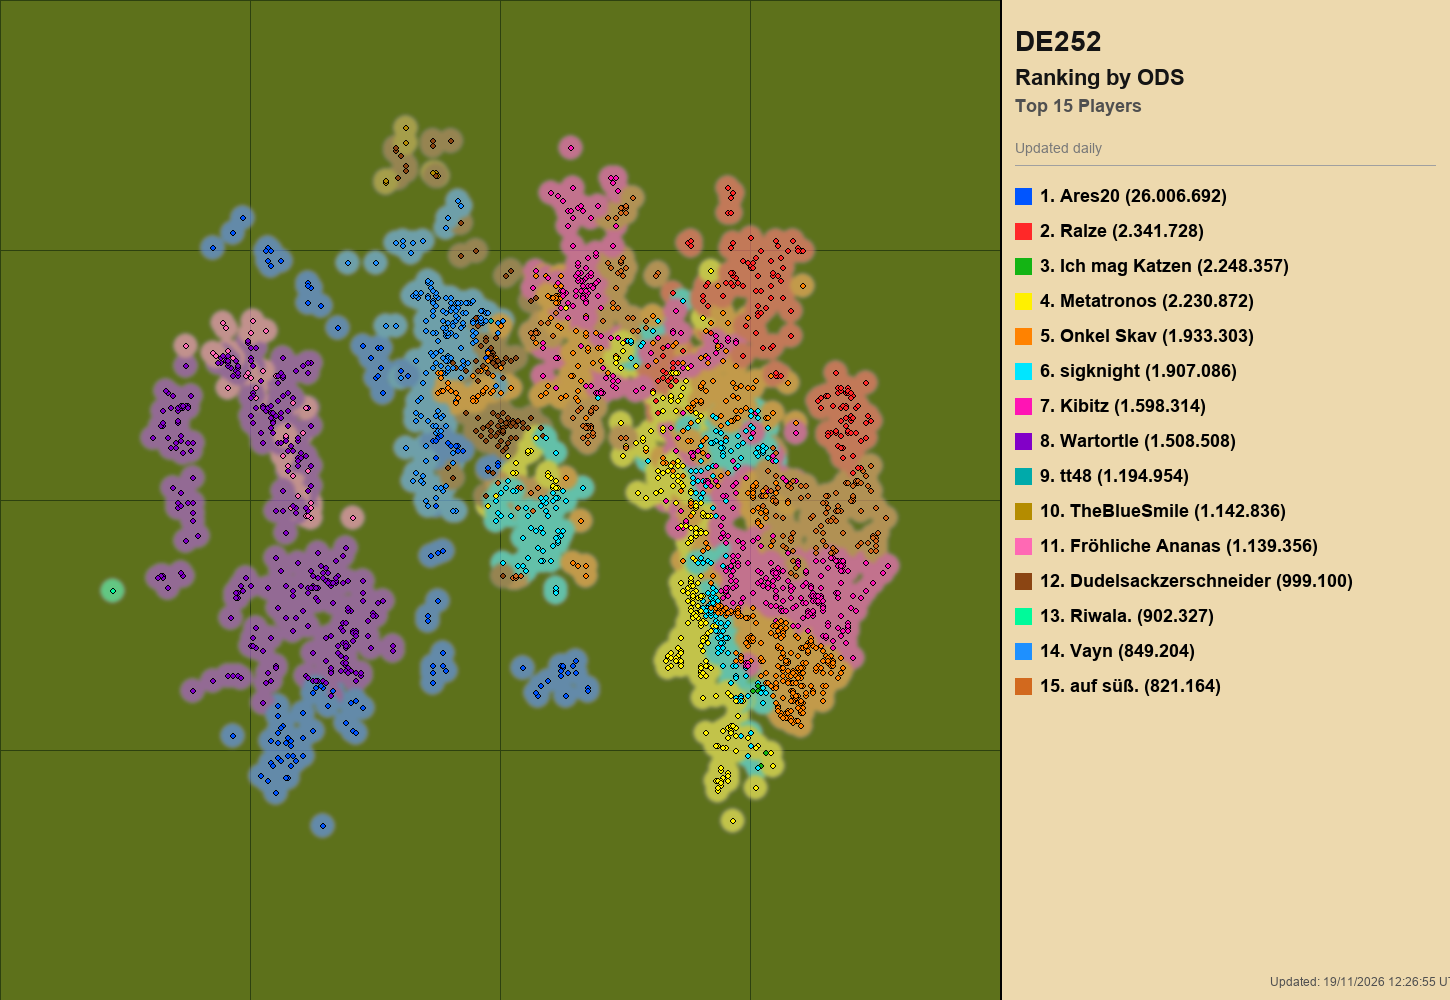 DE252
Ranking by ODS
Top 15 Players
Updated daily
1. Ares20 (26.006.692)
2. Ralze (2.341.728)
3. Ich mag Katzen (2.248.357)
4. Metatronos (2.230.872)
5. Onkel Skav (1.933.303)
6. sigknight (1.907.086)
7. Kibitz (1.598.314)
8. Wartortle (1.508.508)
9. tt48 (1.194.954)
10. TheBlueSmile (1.142.836)
11. Fröhliche Ananas (1.139.356)
12. Dudelsackzerschneider (999.100)
13. Riwala. (902.327)
14. Vayn (849.204)
15. auf süß. (821.164)
Updated: 19/11/2026 12:26:55 U